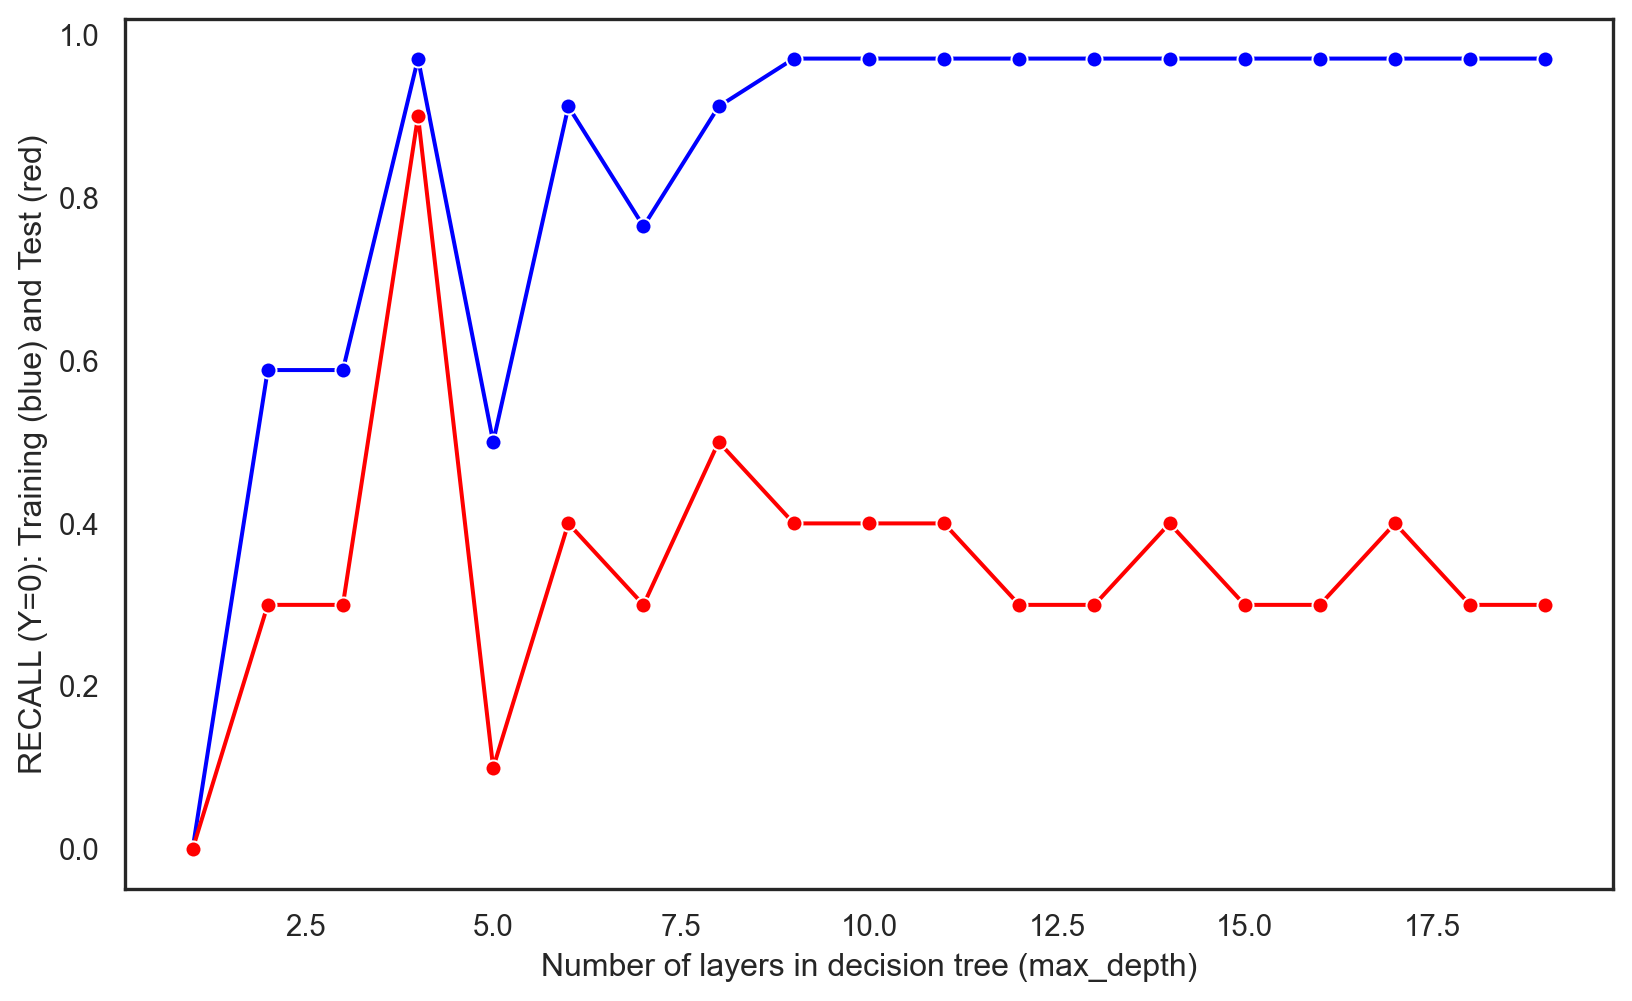 RECALL (Y=0): Training (blue) and Test (red)
1.0
0.8
0.6
0.4
0.2
0.0
2.5 5.0 7.5 10.0 12.5 15.0 17.5
Number of layers in decision tree (max_depth)